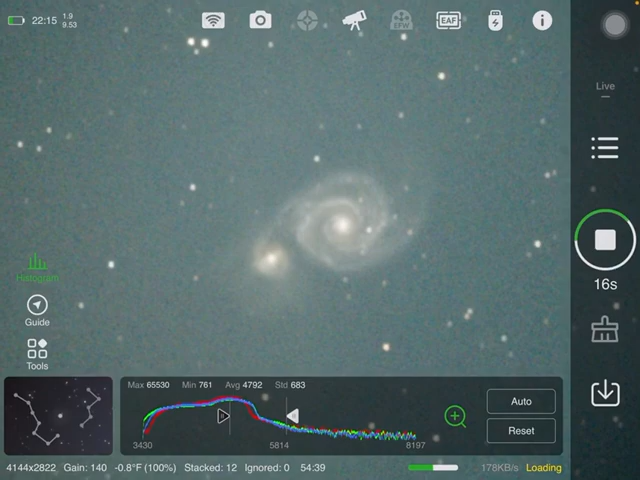 22:15 1.9
9.53
EFW
EAF
Live
Histogram
Guide
Tools
16s
Max 65530 Min 761 Avg 4792 Std 683
3430 5814 8197
Auto
Reset
4144x2822 Gain: 140 -0.8°F (100%) Stacked: 12 Ignored: 0 54:39 178KB/s Loading